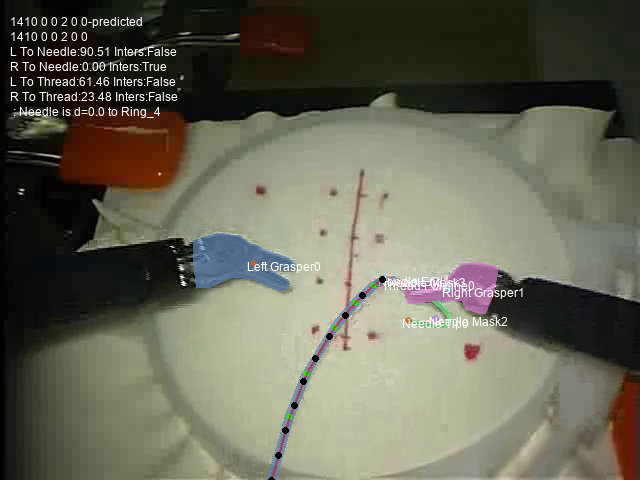 1410 0 0 2 0 0-predicted
1410 0 0 2 0 0
L To Needle:90.51 Inters:False
R To Needle:0.00 Inters:True
L To Thread:61.46 Inters:False
R To Thread:23.48 Inters:False
: Needle is d=0.0 to Ring_4
Left Grasper0
Right Grasper1
Needle Mask2